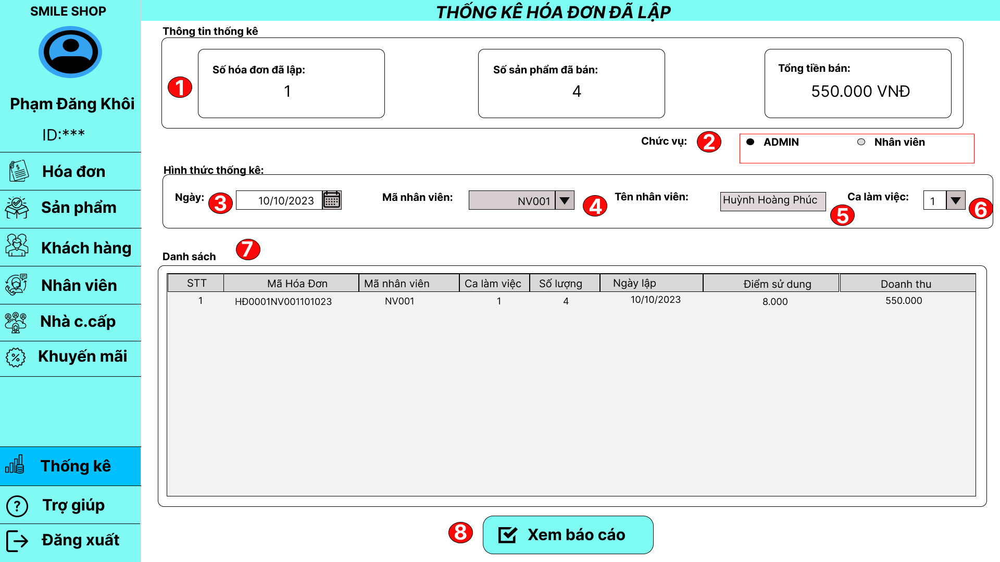 SMILE SHOP
Phạm Đăng Khôi
ID:***
Hóa đơn
Sản phẩm
Khách hàng
Nhân viên
Nhà c.cấp
Khuyến mãi
Thống kê
? Trợ giúp
Đăng xuất
THỐNG KÊ HÓA ĐƠN ĐÃ LẬP
Thông tin thống kê
1
Số hóa đơn đã lập:
1
Số sản phẩm đã bán:
4
Tổng tiền bán:
550.000 VNĐ
Chức vụ: 2 ADMIN Nhân viên
Hình thức thống kê:
Ngày: 3 10/10/2023 Mã nhân viên: NV001 4 Tên nhân viên: Huỳnh Hoàng Phúc 5 Ca làm việc: 1 6
Danh sách 7
STT Mã Hóa Đơn Mã nhân viên Ca làm việc Số lượng Ngày lập Điểm sử dung Doanh thu
1 HĐ0001NV001101023 NV001 1 4 10/10/2023 8.000 550.000
8 Xem báo cáo